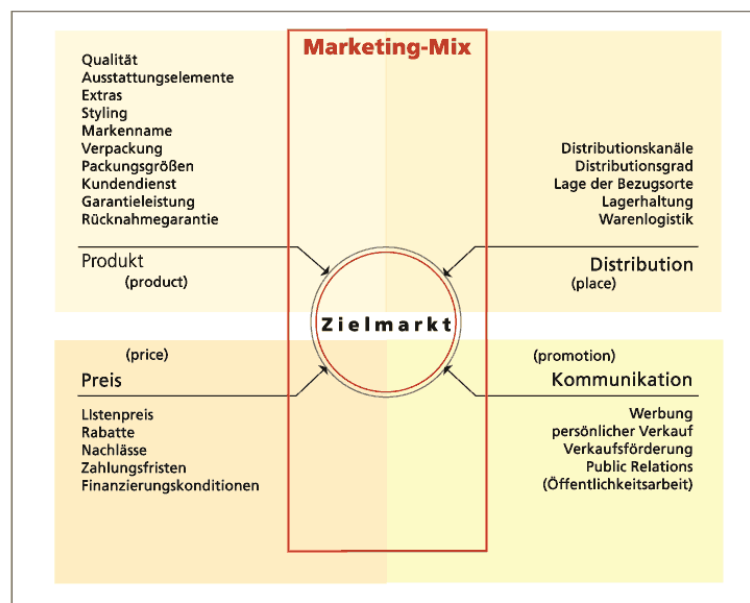 Marketing-Mix
Qualität
Ausstattungselemente
Extras
Styling
Markenname
Verpackung
Packungsgrößen
Kundendienst
Garantieleistung
Rücknahmegarantie
Produkt
(product)
Distributionskanäle
Distributionsgrad
Lage der Bezugsorte
Lagerhaltung
Warenlogistik
Distribution
(place)
Zielmarkt
(price)
Preis
LIstenpreis
Rabatte
Nachlässe
Zahlungsfristen
Finanzierungskonditionen
(promotion)
Kommunikation
Werbung
persönlicher Verkauf
Verkaufsförderung
Public Relations
(Öffentlichkeitsarbeit)